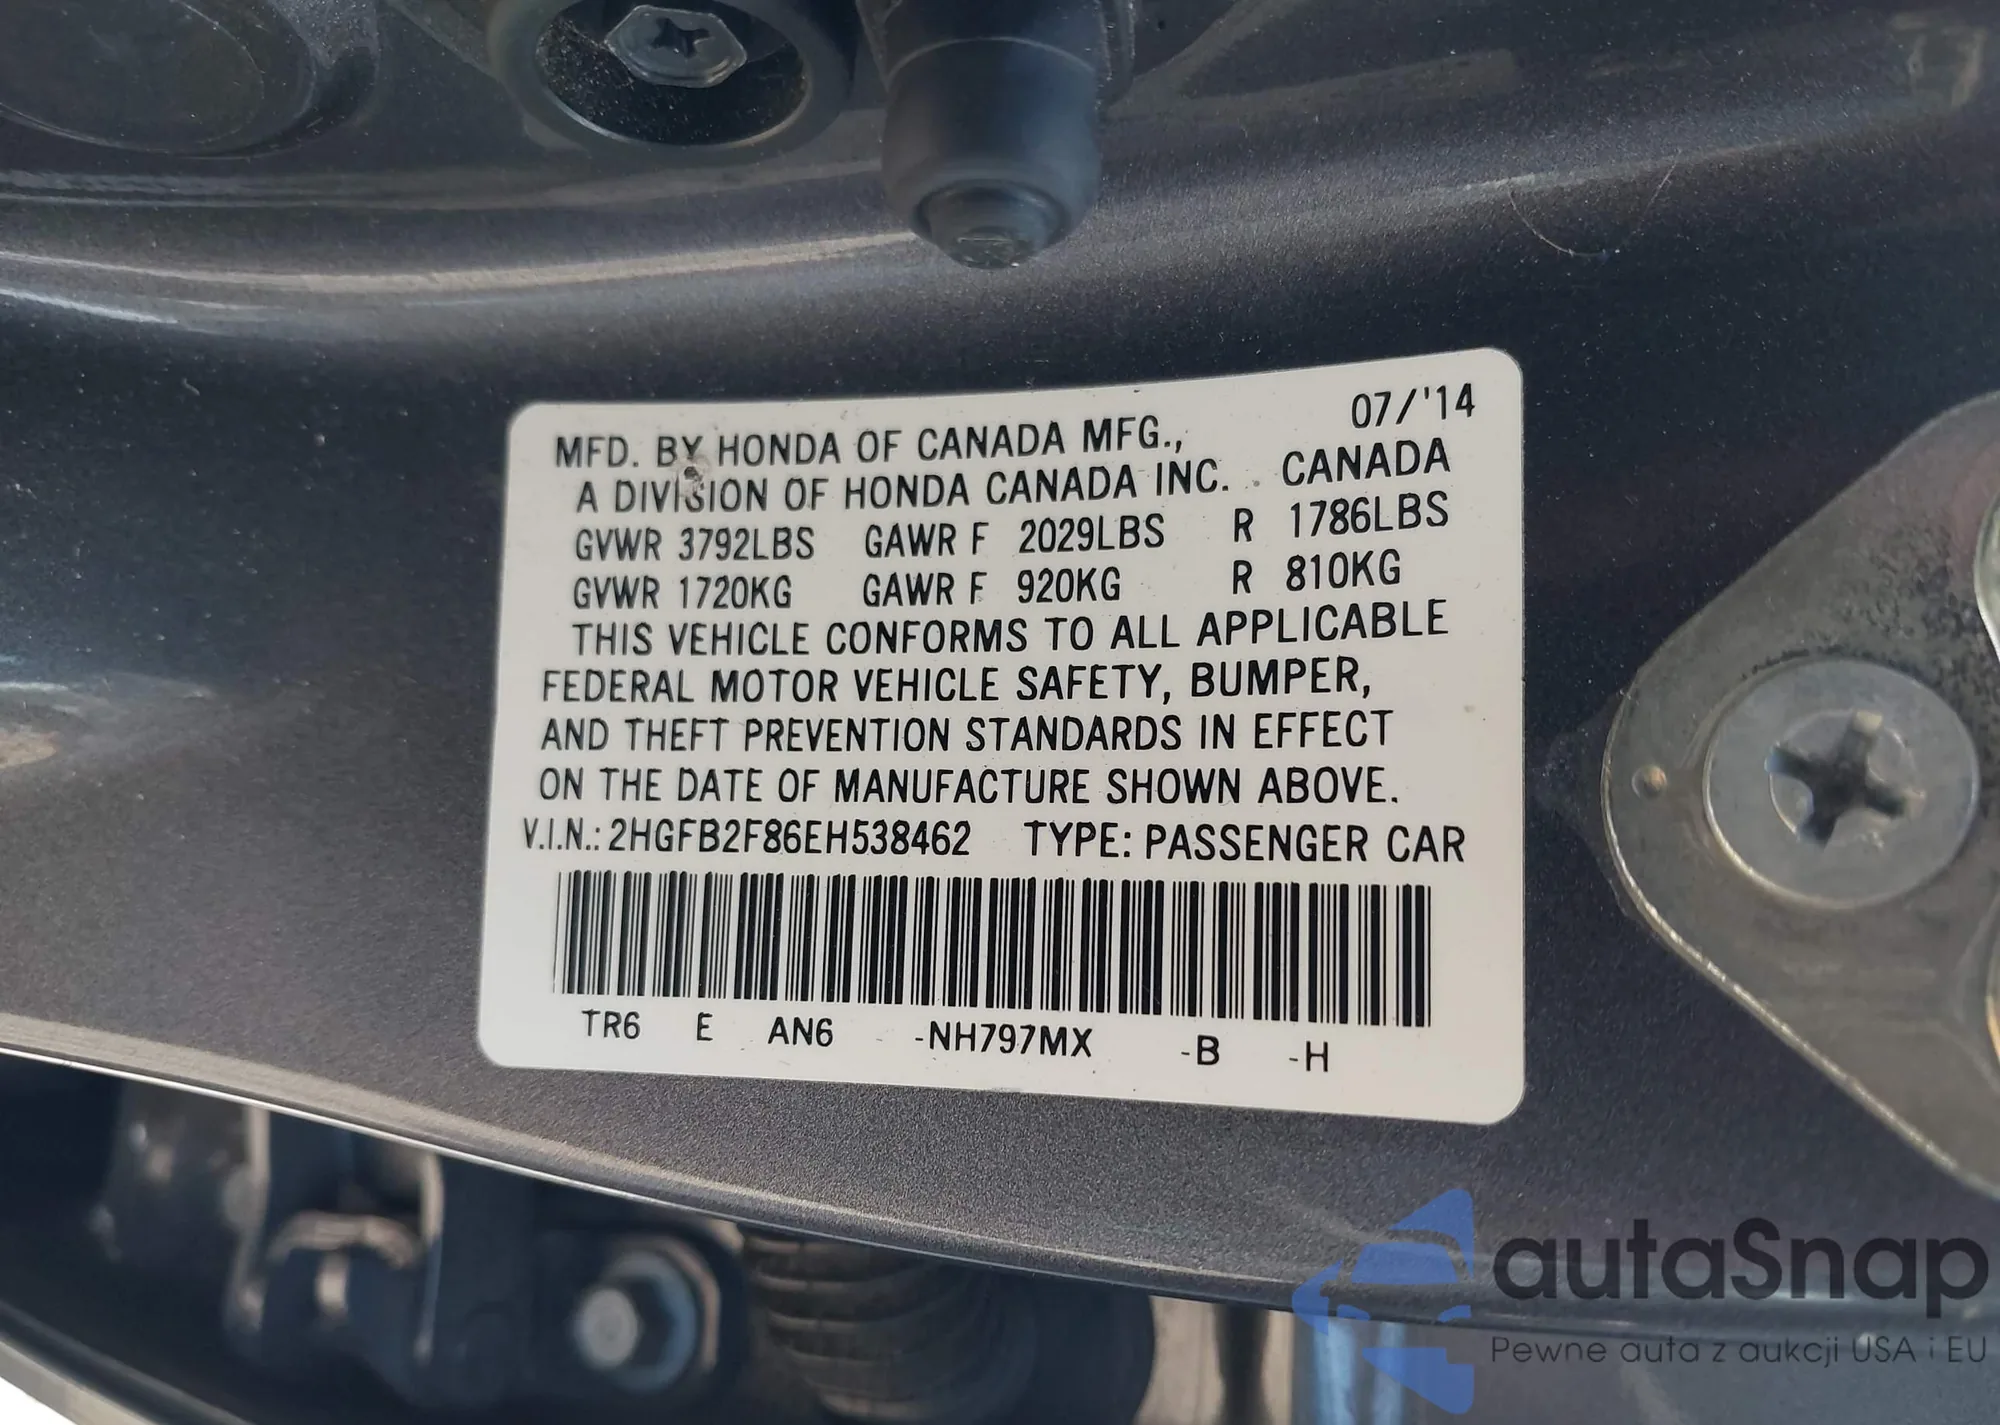 07/'14
MFD. BY HONDA OF CANADA MFG.,
A DIVISION OF HONDA CANADA INC. CANADA
GVWR 3792LBS GAWR F 2029LBS R 1786LBS
GVWR 1720KG GAWR F 920KG R 810KG
THIS VEHICLE CONFORMS TO ALL APPLICABLE
FEDERAL MOTOR VEHICLE SAFETY, BUMPER,
AND THEFT PREVENTION STANDARDS IN EFFECT
ON THE DATE OF MANUFACTURE SHOWN ABOVE.
V.I.N.: 2HGFB2F86EH538462 TYPE: PASSENGER CAR
TR6 E AN6 -NH797MX -B -H
autaSnap
Pewne auta z aukcji USA i EU